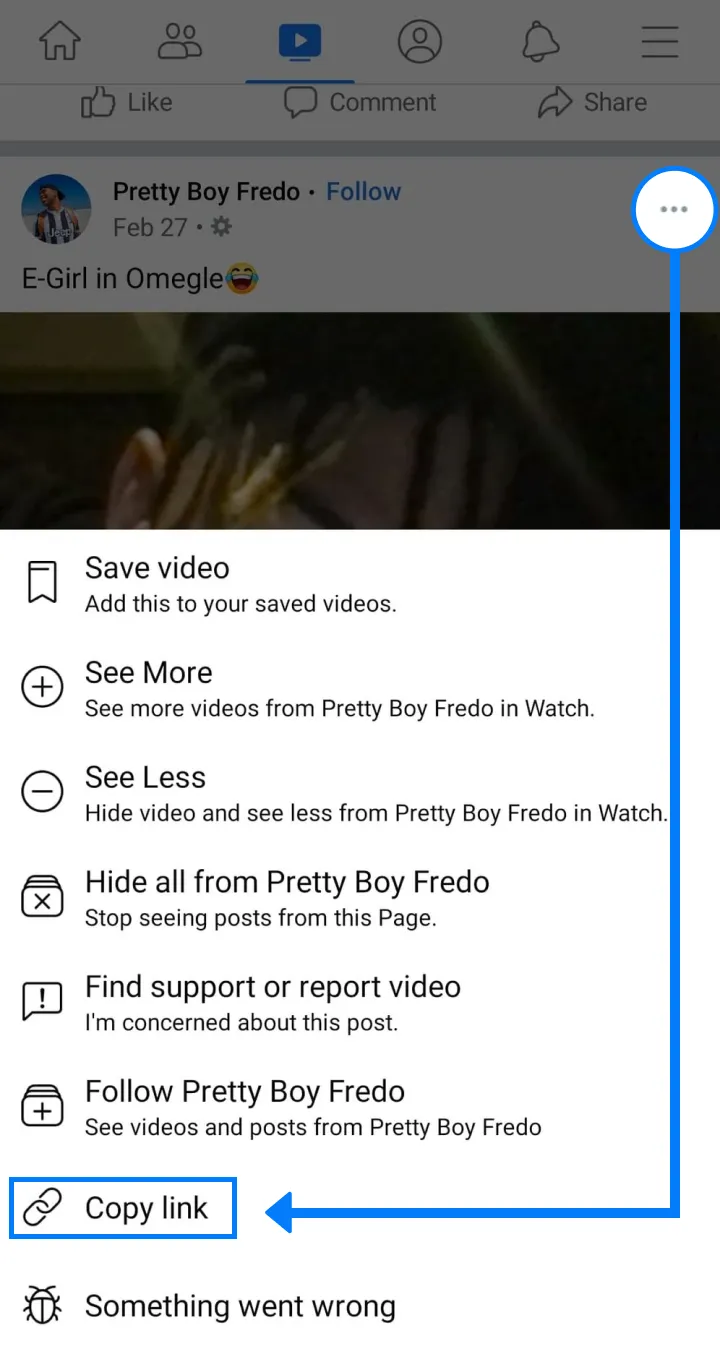 Like Comment Share
Pretty Boy Fredo · Follow
Feb 27 ·
E-Girl in Omegle😂
Save video
Add this to your saved videos.
See More
See more videos from Pretty Boy Fredo in Watch.
See Less
Hide video and see less from Pretty Boy Fredo in Watch.
Hide all from Pretty Boy Fredo
Stop seeing posts from this Page.
Find support or report video
I'm concerned about this post.
Follow Pretty Boy Fredo
See videos and posts from Pretty Boy Fredo
Copy link
Something went wrong